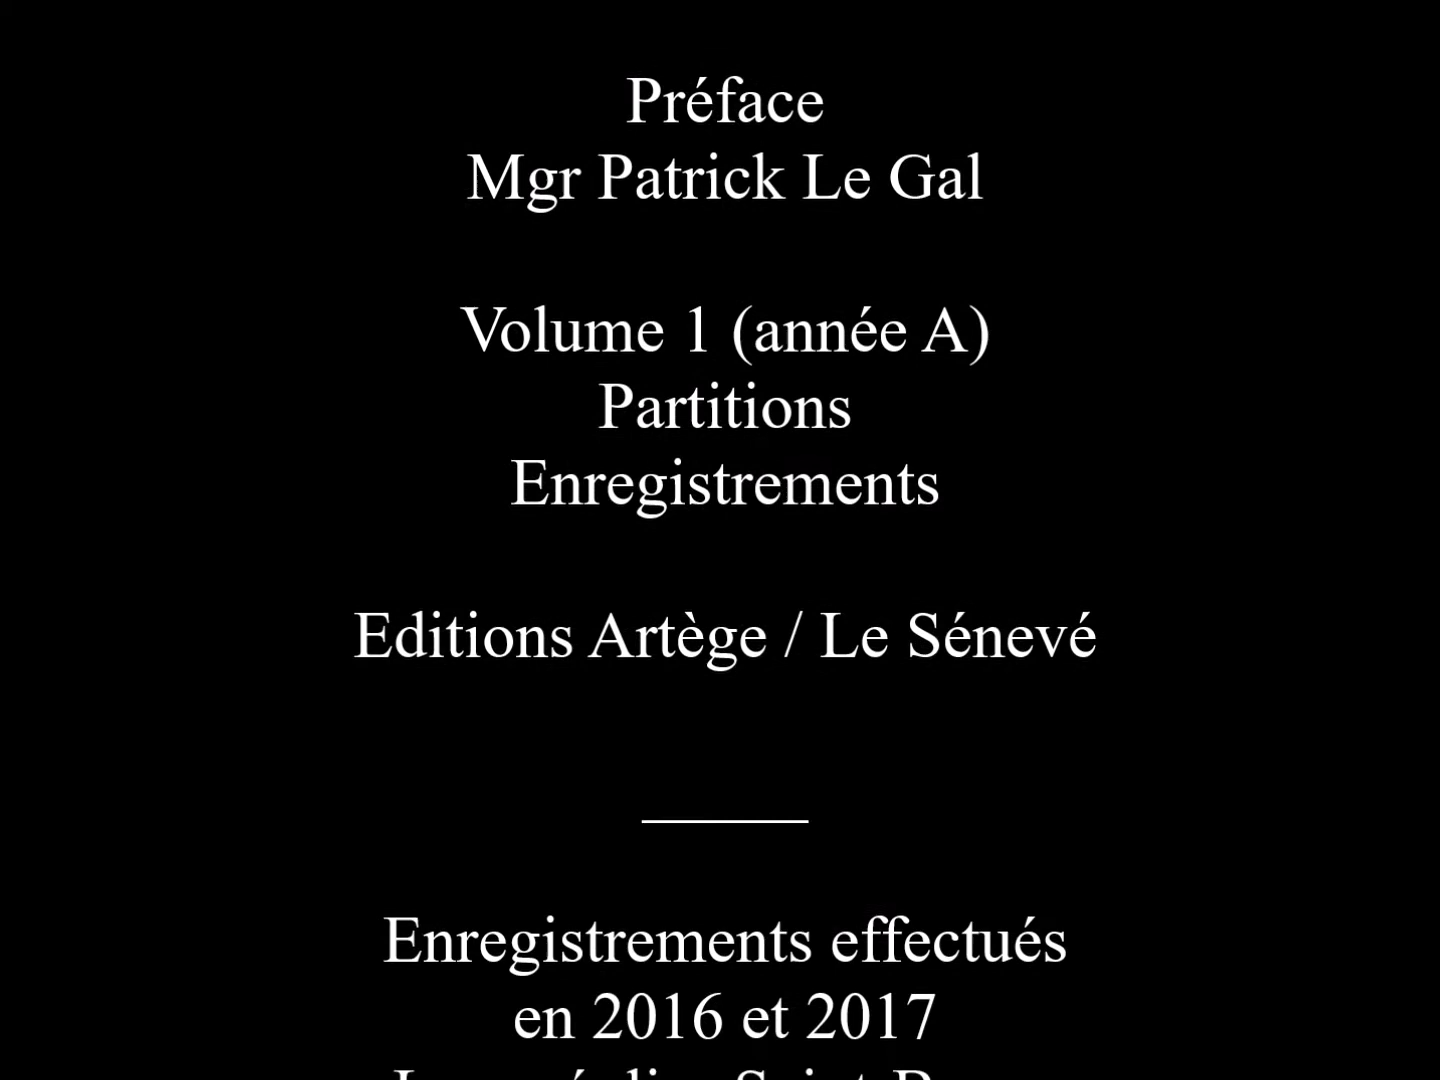 Préface
Mgr Patrick Le Gal
Volume 1 (année A)
Partitions
Enregistrements
Editions Artège / Le Sénevé
Enregistrements effectués
en 2016 et 2017